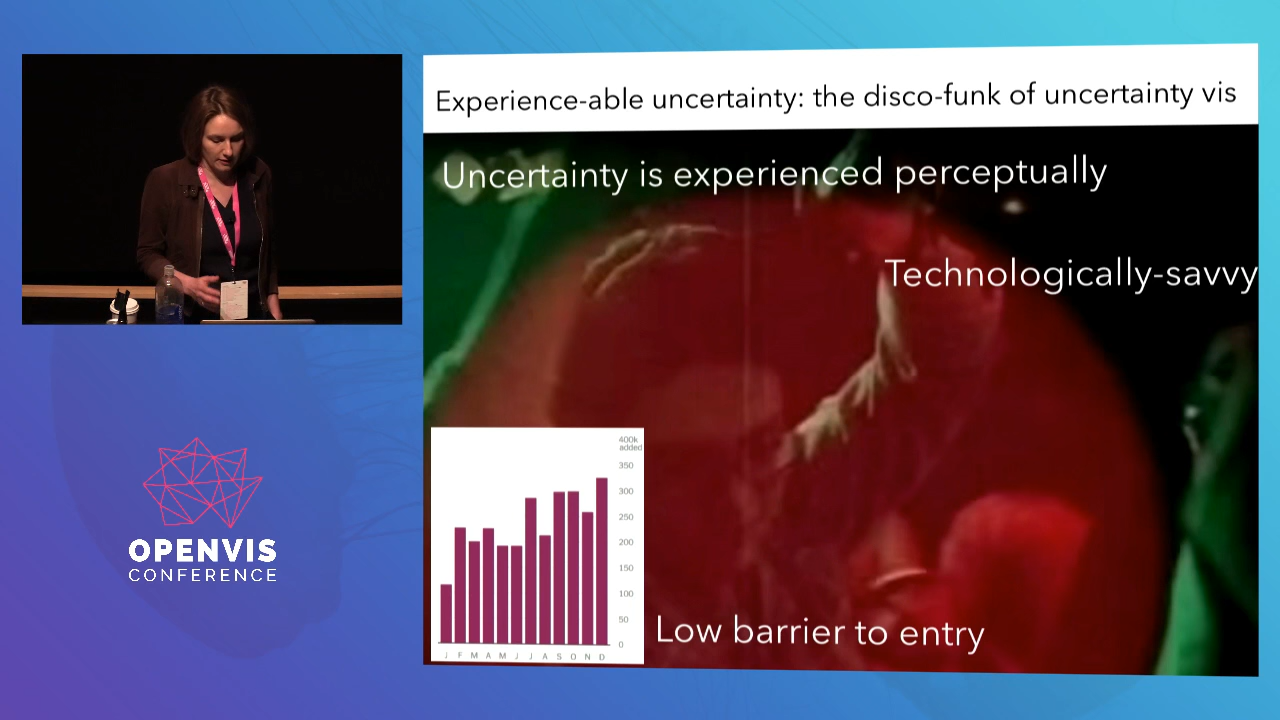 Experience-able uncertainty: the disco-funk of uncertainty vis
Uncertainty is experienced perceptually
Technologically-savvy
400k
added
350
300
250
200
150
100
50
0
J F M A M J J A S O N D
Low barrier to entry
OPENVIS
CONFERENCE